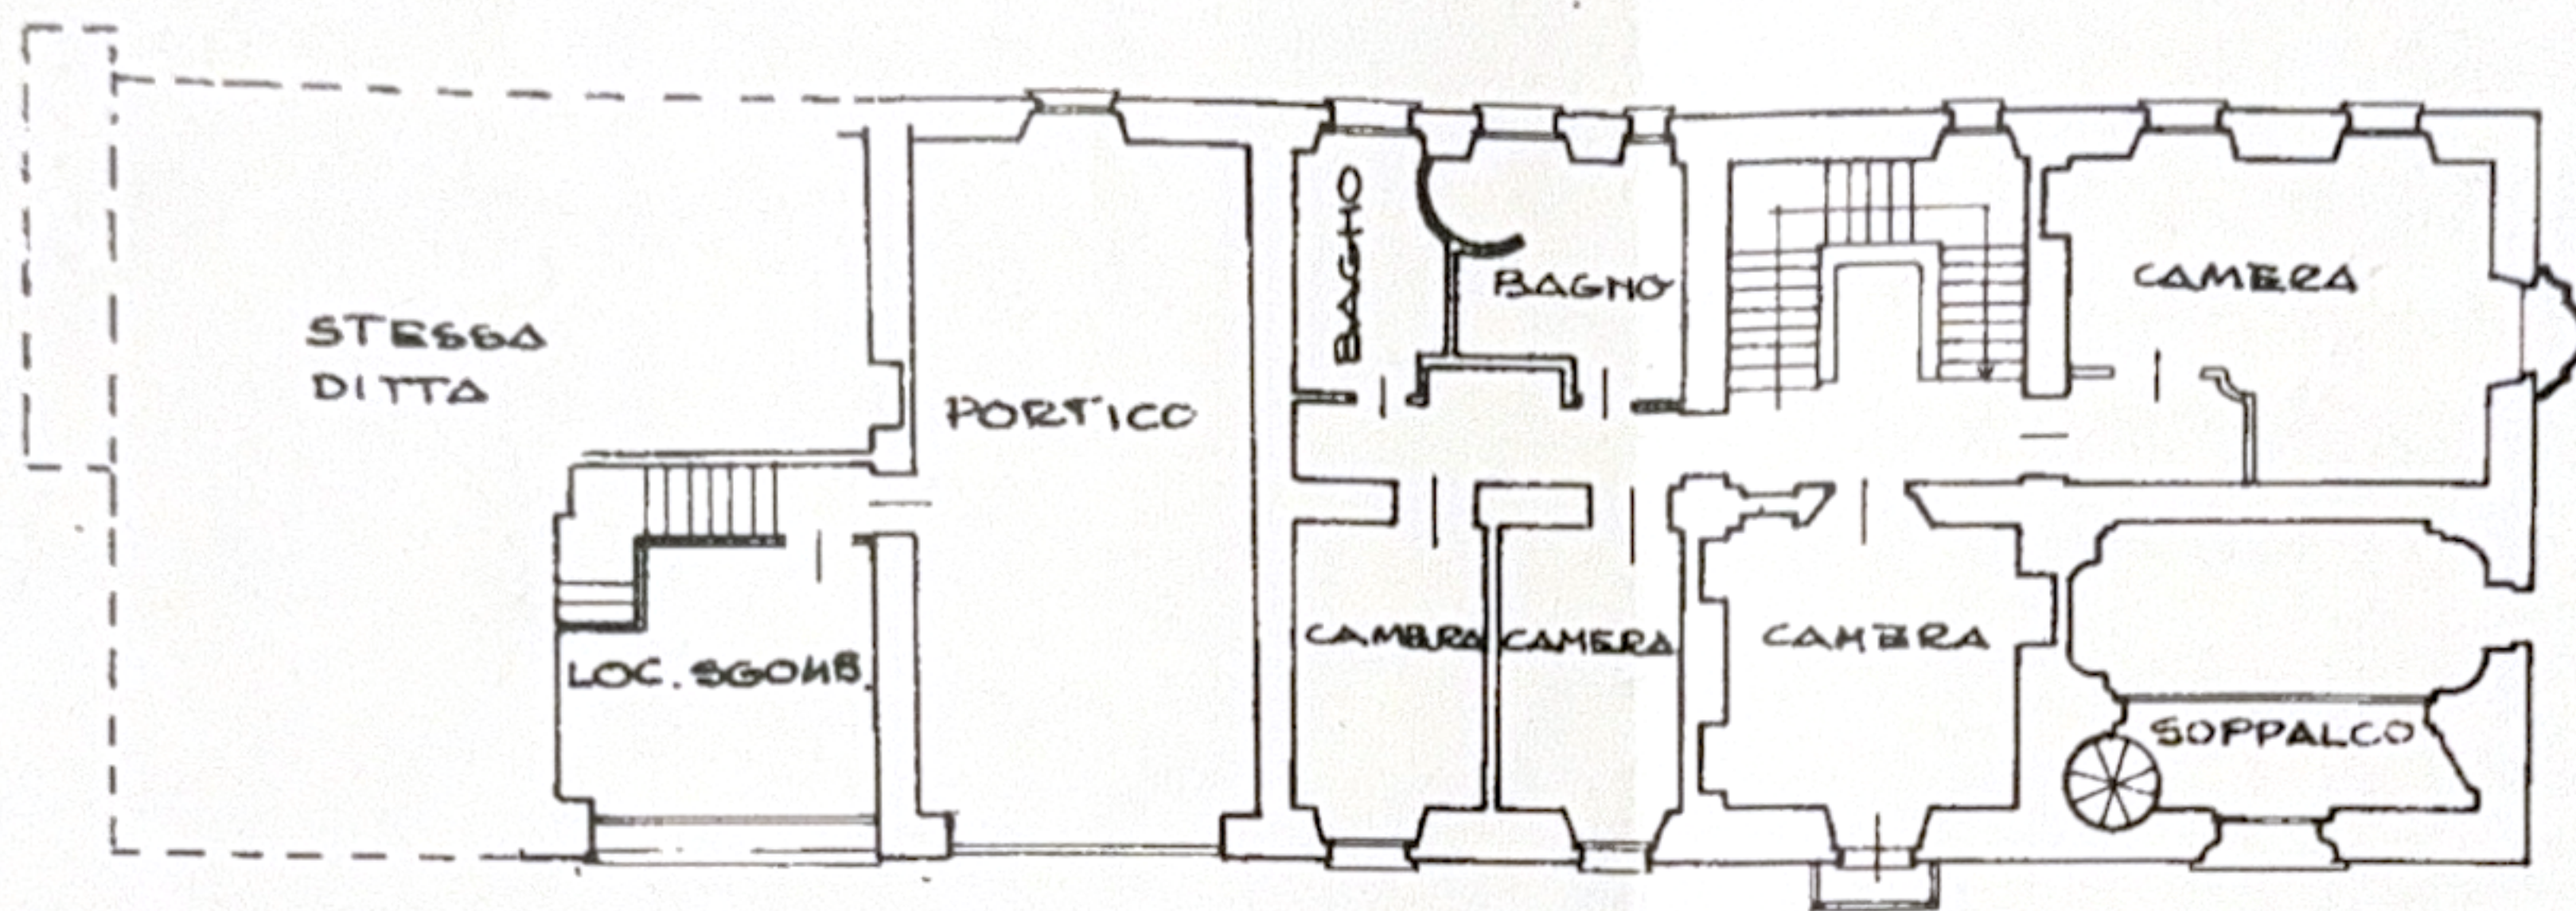 STESSA
DITTA
LOC. SGOMB.
PORTICO
BAGNO
BAGNO
CAMERA
CAMERA
CAMERA
CAMERA
SOPPALCO